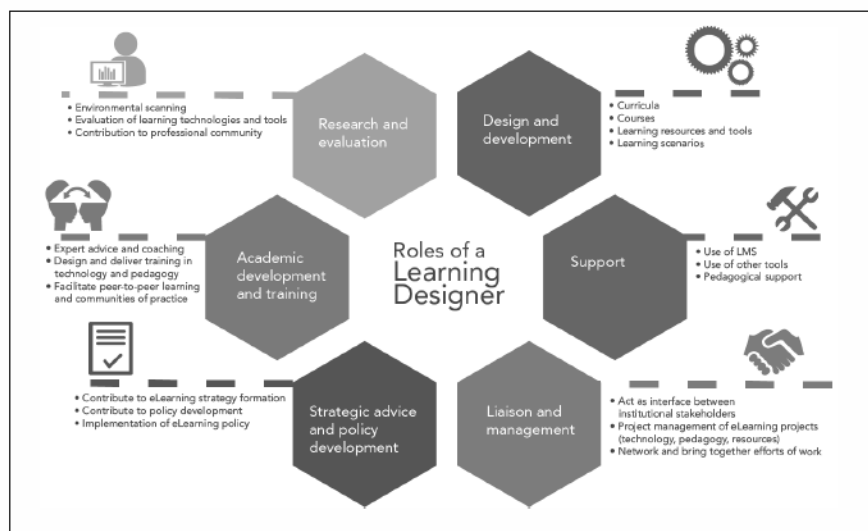 Roles of a
Learning
Designer
Research and
evaluation
• Environmental scanning
• Evaluation of learning technologies and tools
• Contribution to professional community
Design and
development
• Curricula
• Courses
• Learning resources and tools
• Learning scenarios
Academic
development
and training
• Expert advice and coaching
• Design and deliver training in
technology and pedagogy
• Facilitate peer-to-peer learning
and communities of practice
Support
• Use of LMS
• Use of other tools
• Pedagogical support
Strategic advice
and policy
development
• Contribute to eLearning strategy formation
• Contribute to policy development
• Implementation of eLearning policy
Liaison and
management
• Act as interface between
institutional stakeholders
• Project management of eLearning projects
(technology, pedagogy, resources)
• Network and bring together efforts of work